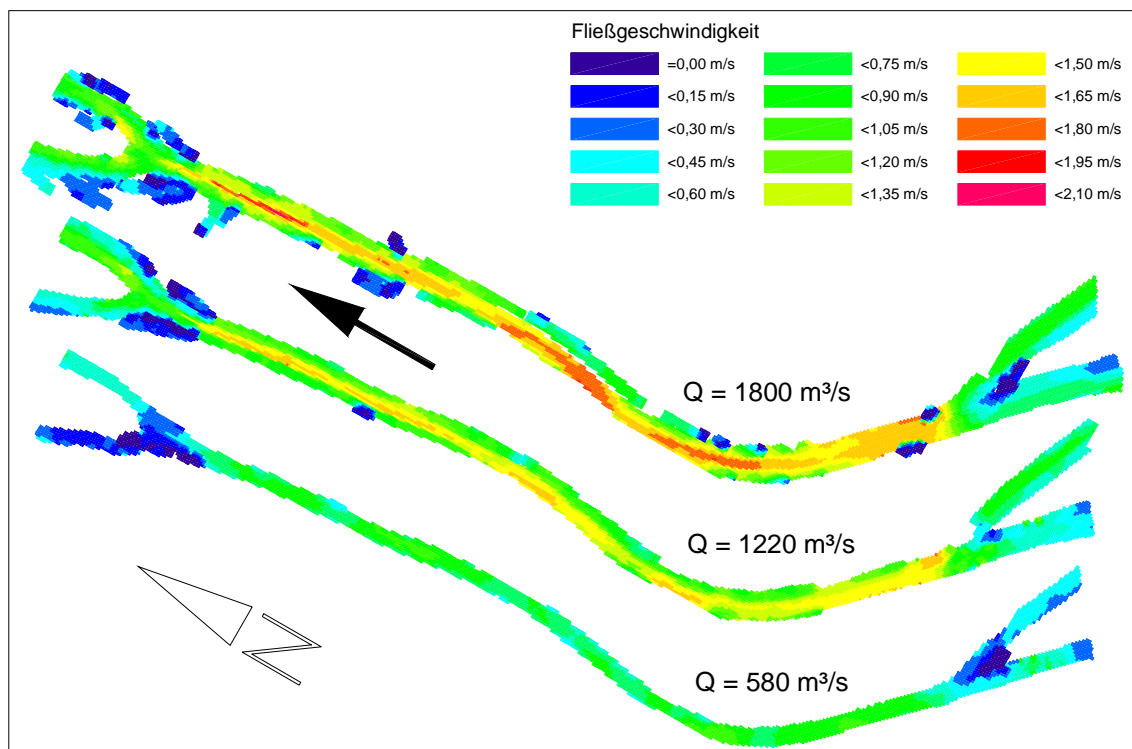 Fließgeschwindigkeit
=0,00 m/s
<0,15 m/s
<0,30 m/s
<0,45 m/s
<0,60 m/s
<0,75 m/s
<0,90 m/s
<1,05 m/s
<1,20 m/s
<1,35 m/s
<1,50 m/s
<1,65 m/s
<1,80 m/s
<1,95 m/s
<2,10 m/s
Q = 1800 m³/s
Q = 1220 m³/s
Q = 580 m³/s
N